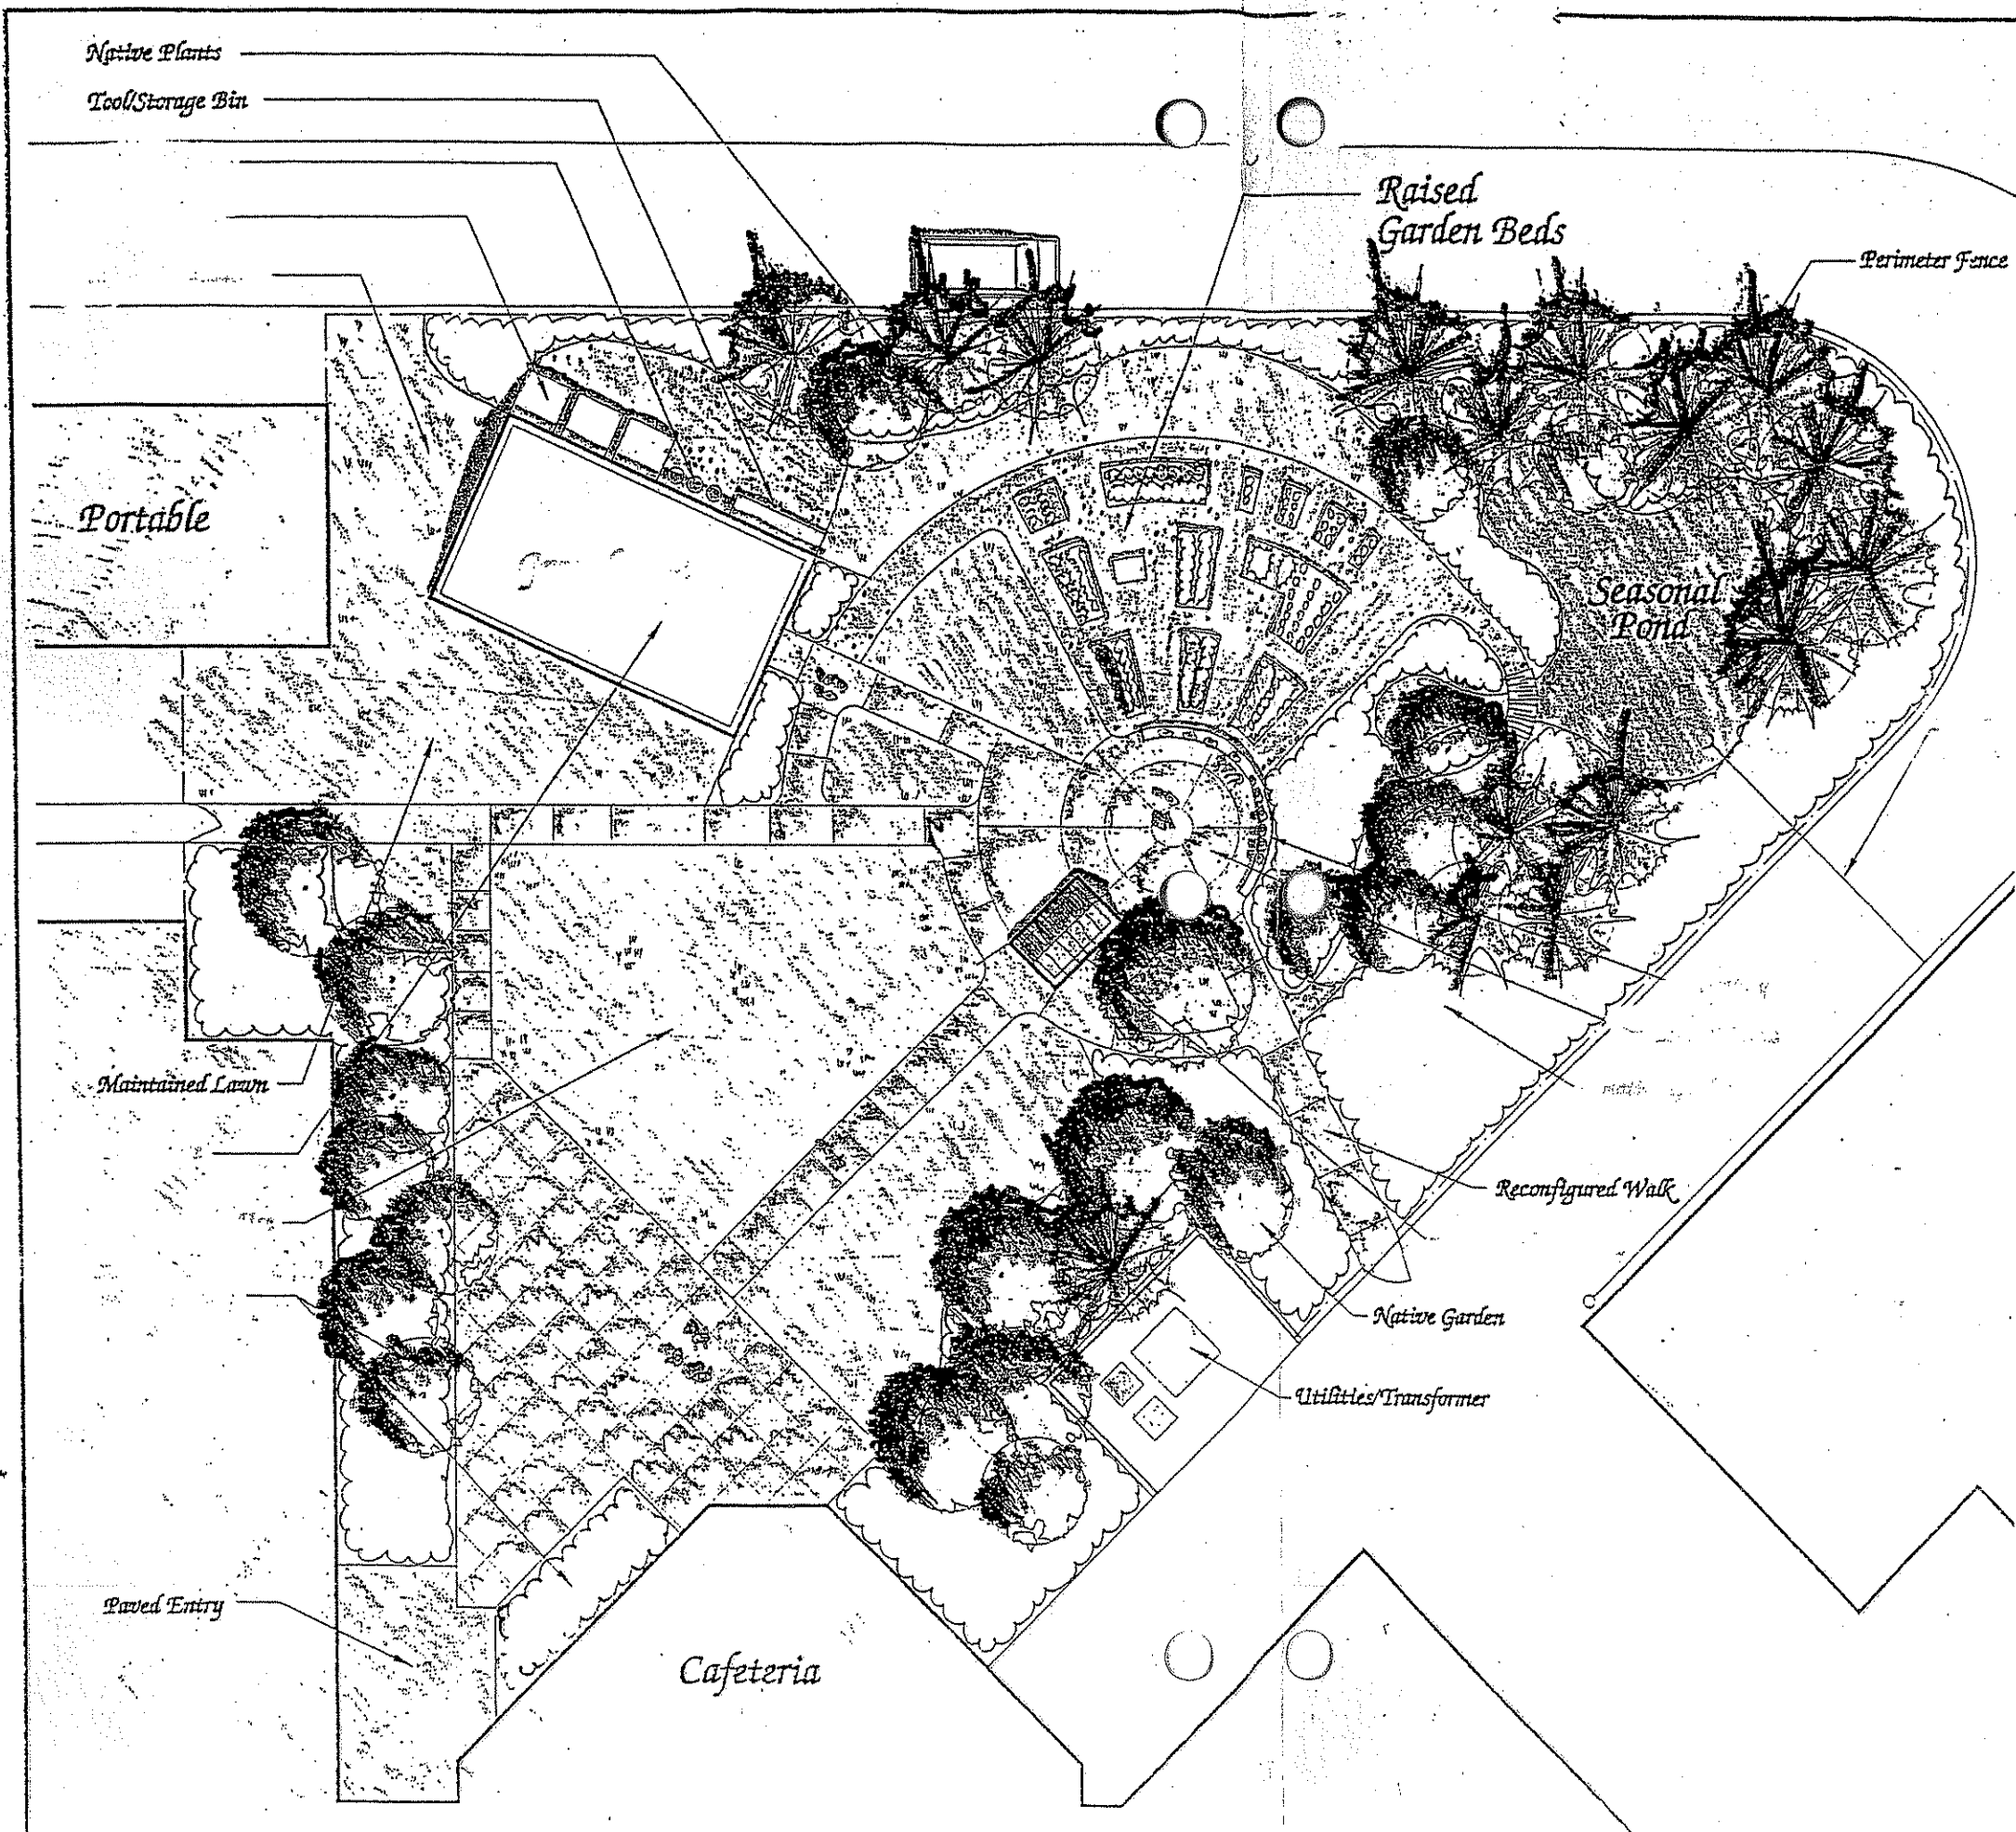 Native Plants
Tool/Storage Bin
Raised
Garden Beds
Perimeter Fence
Portable
Seasonal
Pond
Maintained Lawn
Reconfigured Walk
Native Garden
Utilities/Transformer
Paved Entry
Cafeteria